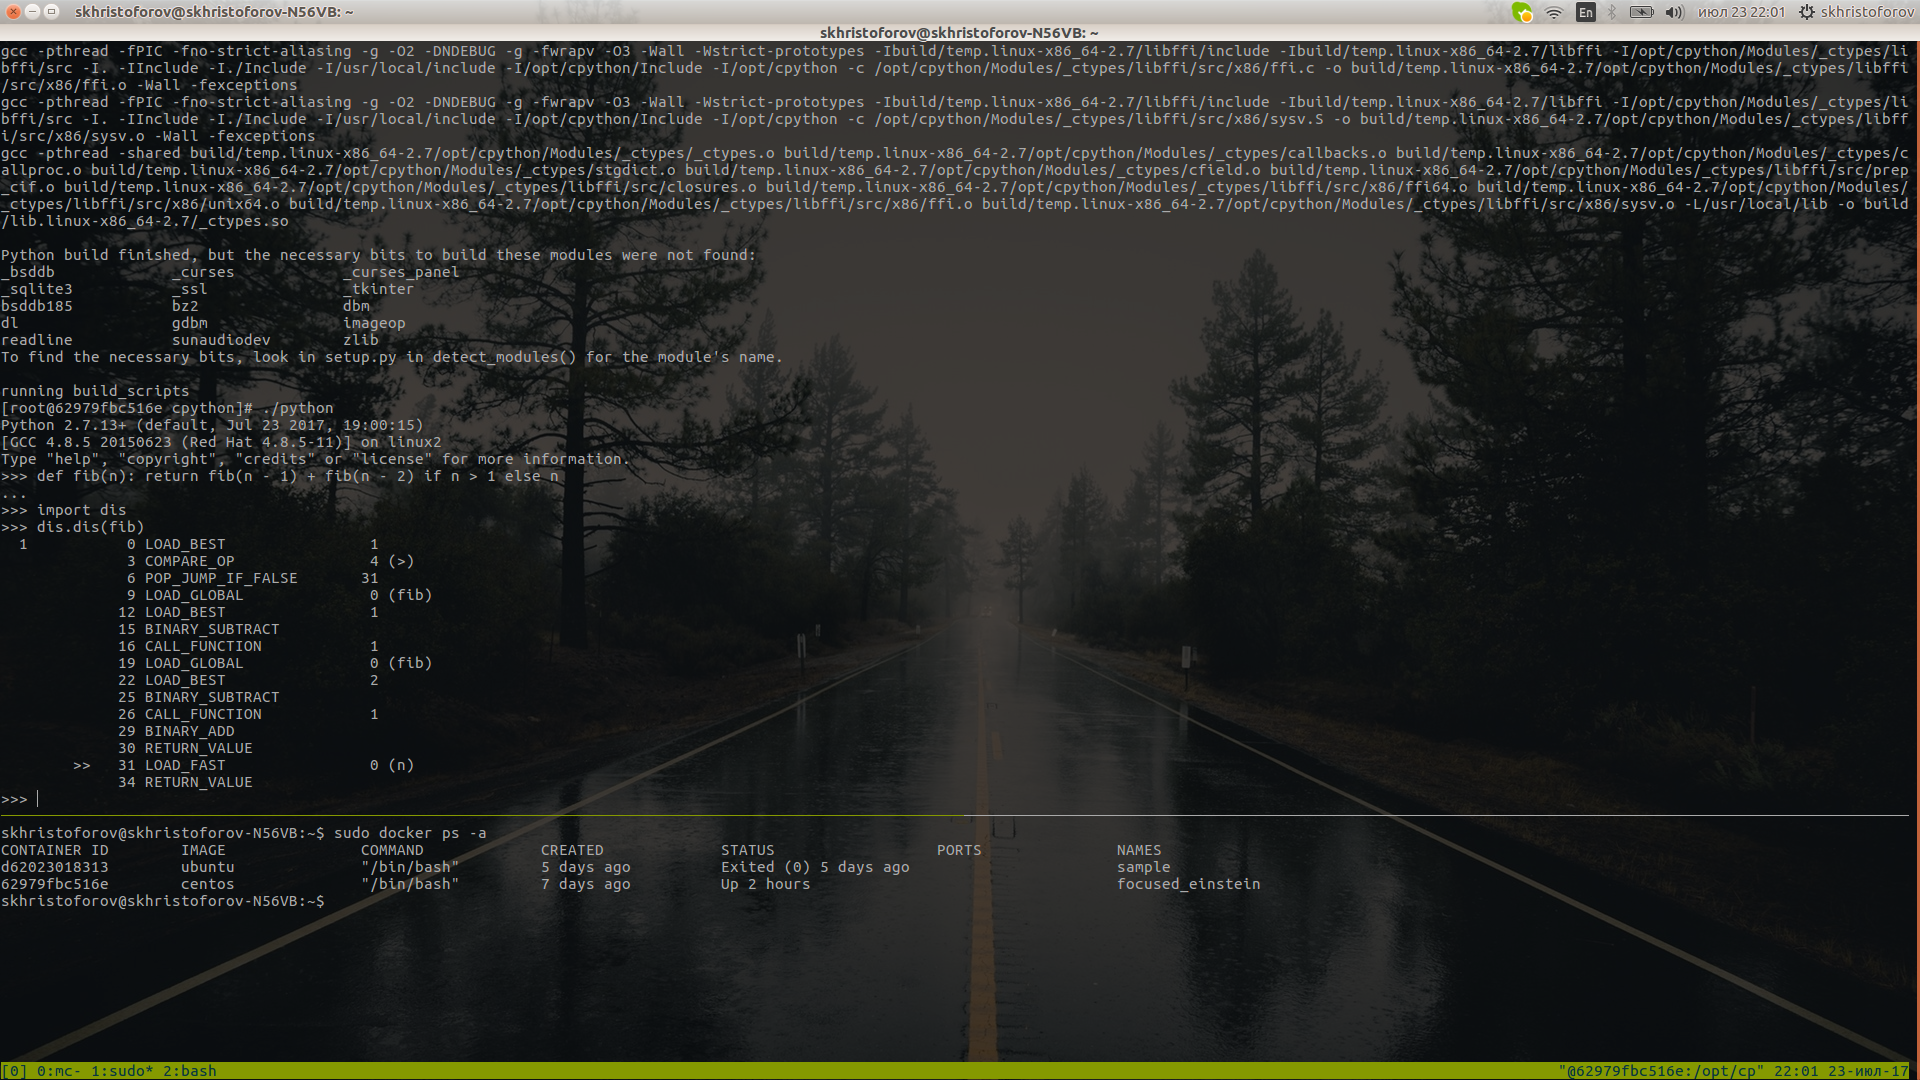 skhristoforov@skhristoforov-N56VB: ~
En
июл 23 22:01
skhristoforov
skhristoforov@skhristoforov-N56VB: ~
gcc -pthread -fPIC -fno-strict-aliasing -g -O2 -DNDEBUG -g -fwrapv -O3 -Wall -Wstrict-prototypes -Ibuild/temp.linux-x86_64-2.7/libffi/include -Ibuild/temp.linux-x86_64-2.7/libffi -I/opt/cpython/Modules/_ctypes/li
bffi/src -I. -IInclude -I./Include -I/usr/local/include -I/opt/cpython/Include -I/opt/cpython -c /opt/cpython/Modules/_ctypes/libffi/src/x86/ffi.c -o build/temp.linux-x86_64-2.7/opt/cpython/Modules/_ctypes/libffi
/src/x86/ffi.o -Wall -fexceptions
gcc -pthread -fPIC -fno-strict-aliasing -g -O2 -DNDEBUG -g -fwrapv -O3 -Wall -Wstrict-prototypes -Ibuild/temp.linux-x86_64-2.7/libffi/include -Ibuild/temp.linux-x86_64-2.7/libffi -I/opt/cpython/Modules/_ctypes/li
bffi/src -I. -IInclude -I./Include -I/usr/local/include -I/opt/cpython/Include -I/opt/cpython -c /opt/cpython/Modules/_ctypes/libffi/src/x86/sysv.S -o build/temp.linux-x86_64-2.7/opt/cpython/Modules/_ctypes/libff
i/src/x86/sysv.o -Wall -fexceptions
gcc -pthread -shared build/temp.linux-x86_64-2.7/opt/cpython/Modules/_ctypes/_ctypes.o build/temp.linux-x86_64-2.7/opt/cpython/Modules/_ctypes/callbacks.o build/temp.linux-x86_64-2.7/opt/cpython/Modules/_ctypes/c
allproc.o build/temp.linux-x86_64-2.7/opt/cpython/Modules/_ctypes/stgdict.o build/temp.linux-x86_64-2.7/opt/cpython/Modules/_ctypes/cfield.o build/temp.linux-x86_64-2.7/opt/cpython/Modules/_ctypes/libffi/src/prep
_cif.o build/temp.linux-x86_64-2.7/opt/cpython/Modules/_ctypes/libffi/src/closures.o build/temp.linux-x86_64-2.7/opt/cpython/Modules/_ctypes/libffi/src/x86/ffi64.o build/temp.linux-x86_64-2.7/opt/cpython/Modules/
_ctypes/libffi/src/x86/unix64.o build/temp.linux-x86_64-2.7/opt/cpython/Modules/_ctypes/libffi/src/x86/ffi.o build/temp.linux-x86_64-2.7/opt/cpython/Modules/_ctypes/libffi/src/x86/sysv.o -L/usr/local/lib -o build
/lib.linux-x86_64-2.7/_ctypes.so
Python build finished, but the necessary bits to build these modules were not found:
_bsddb _curses _curses_panel
_sqlite3 _ssl _tkinter
bsddb185 bz2 dbm
dl gdbm imageop
readline sunaudiodev zlib
To find the necessary bits, look in setup.py in detect_modules() for the module's name.
running build_scripts
[root@62979fbc516e cpython]# ./python
Python 2.7.13+ (default, Jul 23 2017, 19:00:15)
[GCC 4.8.5 20150623 (Red Hat 4.8.5-11)] on linux2
Type "help", "copyright", "credits" or "license" for more information.
>>> def fib(n): return fib(n - 1) + fib(n - 2) if n > 1 else n
...
>>> import dis
>>> dis.dis(fib)
1 0 LOAD_BEST 1
3 COMPARE_OP 4 (>)
6 POP_JUMP_IF_FALSE 31
9 LOAD_GLOBAL 0 (fib)
12 LOAD_BEST 1
15 BINARY_SUBTRACT
16 CALL_FUNCTION 1
19 LOAD_GLOBAL 0 (fib)
22 LOAD_BEST 2
25 BINARY_SUBTRACT
26 CALL_FUNCTION 1
29 BINARY_ADD
30 RETURN_VALUE
>> 31 LOAD_FAST 0 (n)
34 RETURN_VALUE
>>>
skhristoforov@skhristoforov-N56VB:~$ sudo docker ps -a
CONTAINER ID IMAGE COMMAND CREATED STATUS PORTS NAMES
d62023018313 ubuntu "/bin/bash" 5 days ago Exited (0) 5 days ago sample
62979fbc516e centos "/bin/bash" 7 days ago Up 2 hours focused_einstein
skhristoforov@skhristoforov-N56VB:~$
[0] 0:mc- 1:sudo* 2:bash "@62979fbc516e:/opt/cp" 22:01 23-июл-17